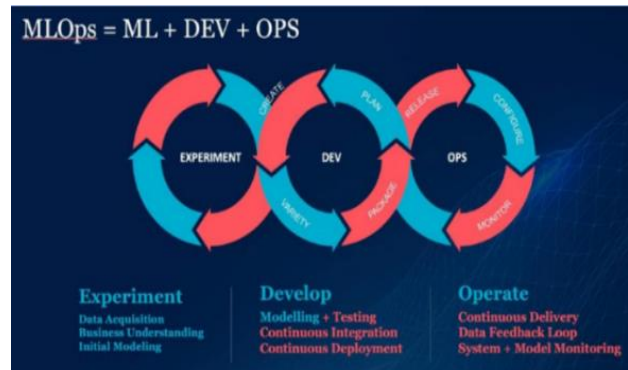 MLOps = ML + DEV + OPS
CREATE
PLAN
RELEASE
CONFIGURE
EXPERIMENT
DEV
OPS
VARIETY
PACKAGE
MONITOR
Experiment
Data Acquisition
Business Understanding
Initial Modeling
Develop
Modelling + Testing
Continuous Integration
Continuous Deployment
Operate
Continuous Delivery
Data Feedback Loop
System + Model Monitoring